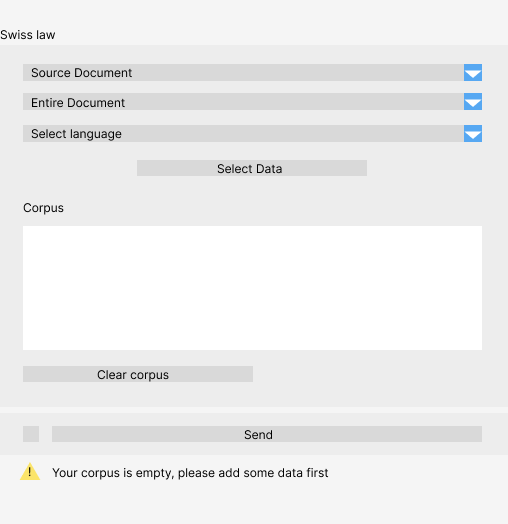 Swiss law
Source Document
Entire Document
Select language
Select Data
Corpus
Clear corpus
Send
! Your corpus is empty, please add some data first